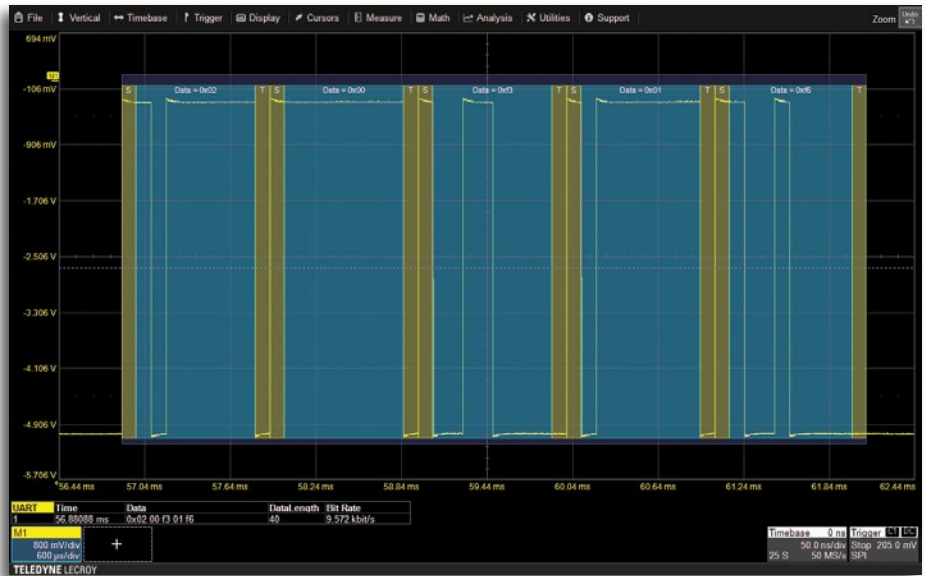 File Vertical Timebase Trigger Display Cursors Measure Math Analysis Utilities Support Zoom Undo
694 mV
M1
-106 mV
S Data = 0x02 T S Data = 0x00 T S Data = 0xf3 T S Data = 0x01 T S Data = 0xf6 T
-906 mV
-1.706 V
-2.506 V
-3.306 V
-4.106 V
-4.906 V
-5.706 V
56.44 ms 57.04 ms 57.64 ms 58.24 ms 58.84 ms 59.44 ms 60.04 ms 60.64 ms 61.24 ms 61.84 ms 62.44 ms
UART Time Data DataLength Bit Rate
1 56.88088 ms 0x02 00 f3 01 f6 40 9.572 kbit/s
M1
800 mV/div
600 µs/div
+
Timebase 0 ns Trigger C1 DC
50.0 ns/div Stop 205.0 mV
25 S 50 MS/s SPI
TELEDYNE LECROY